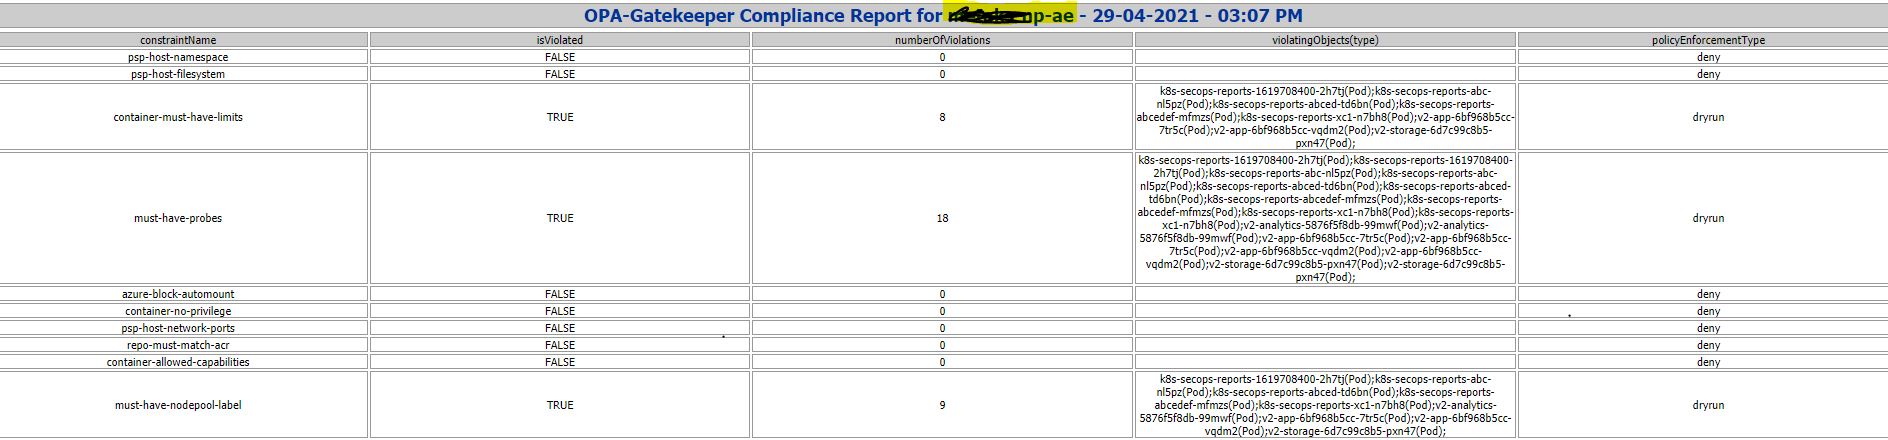 OPA-Gatekeeper Compliance Report for np-ae - 29-04-2021 - 03:07 PM
constraintName isViolated numberOfViolations violatingObjects(type) policyEnforcementType
psp-host-namespace FALSE 0 deny
psp-host-filesystem FALSE 0 deny
container-must-have-limits TRUE 8 dryrun
k8s-secops-reports-1619708400-2h7tj(Pod);k8s-secops-reports-abc-
nl5pz(Pod);k8s-secops-reports-abced-td6bn(Pod);k8s-secops-reports-
abcedef-mfmzs(Pod);k8s-secops-reports-xc1-n7bh8(Pod);v2-app-6bf968b5cc-
7tr5c(Pod);v2-app-6bf968b5cc-vqdm2(Pod);v2-storage-6d7c99c8b5-
pxn47(Pod);
must-have-probes TRUE 18 dryrun
k8s-secops-reports-1619708400-2h7tj(Pod);k8s-secops-reports-1619708400-
2h7tj(Pod);k8s-secops-reports-abc-nl5pz(Pod);k8s-secops-reports-abc-
nl5pz(Pod);k8s-secops-reports-abced-td6bn(Pod);k8s-secops-reports-abced-
td6bn(Pod);k8s-secops-reports-abcedef-mfmzs(Pod);k8s-secops-reports-
abcedef-mfmzs(Pod);k8s-secops-reports-xc1-n7bh8(Pod);k8s-secops-reports-
xc1-n7bh8(Pod);v2-analytics-5876f5f8db-99mwf(Pod);v2-analytics-
5876f5f8db-99mwf(Pod);v2-app-6bf968b5cc-7tr5c(Pod);v2-app-6bf968b5cc-
7tr5c(Pod);v2-app-6bf968b5cc-vqdm2(Pod);v2-app-6bf968b5cc-
vqdm2(Pod);v2-storage-6d7c99c8b5-pxn47(Pod);v2-storage-6d7c99c8b5-
pxn47(Pod);
azure-block-automount FALSE 0 deny
container-no-privilege FALSE 0 deny
psp-host-network-ports FALSE 0 deny
repo-must-match-acr FALSE 0 deny
container-allowed-capabilities FALSE 0 deny
must-have-nodepool-label TRUE 9 dryrun
k8s-secops-reports-1619708400-2h7tj(Pod);k8s-secops-reports-abc-
nl5pz(Pod);k8s-secops-reports-abced-td6bn(Pod);k8s-secops-reports-
abcedef-mfmzs(Pod);k8s-secops-reports-xc1-n7bh8(Pod);v2-analytics-
5876f5f8db-99mwf(Pod);v2-app-6bf968b5cc-7tr5c(Pod);v2-app-6bf968b5cc-
vqdm2(Pod);v2-storage-6d7c99c8b5-pxn47(Pod);